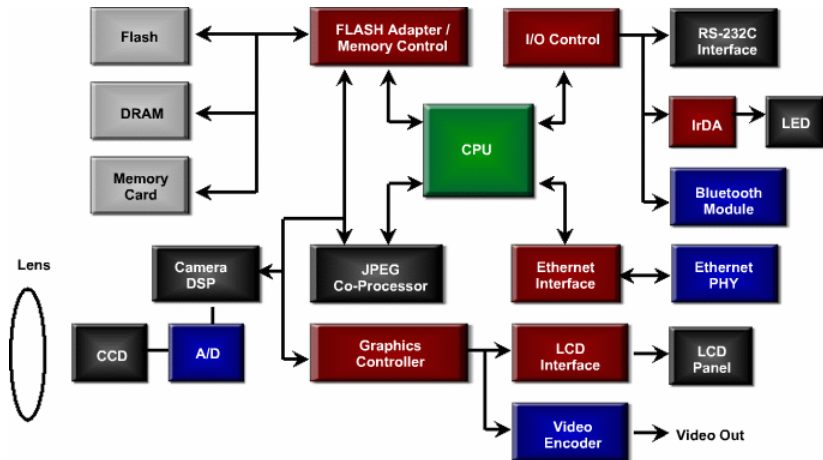 Flash
FLASH Adapter /
Memory Control
I/O Control
RS-232C
Interface
DRAM
CPU
IrDA
LED
Memory
Card
Bluetooth
Module
Lens
Camera
DSP
JPEG
Co-Processor
Ethernet
Interface
Ethernet
PHY
CCD
A/D
Graphics
Controller
LCD
Interface
LCD
Panel
Video
Encoder
Video Out